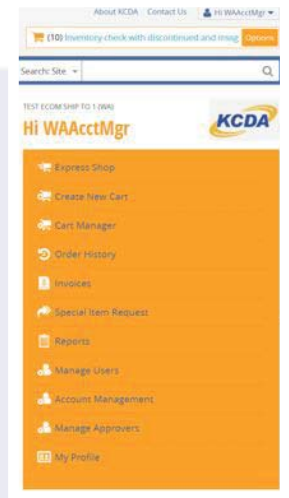 About KCDA Contact Us Hi WAAcctMgr
(10) Inventory check with discontinued and insig Options
Search: Site
TEST ECOM SHIP TO 1 (WA)
Hi WAAcctMgr
KCDA
Express Shop
Create New Cart
Cart Manager
Order History
Invoices
Special Item Request
Reports
Manage Users
Account Management
Manage Approvers
My Profile